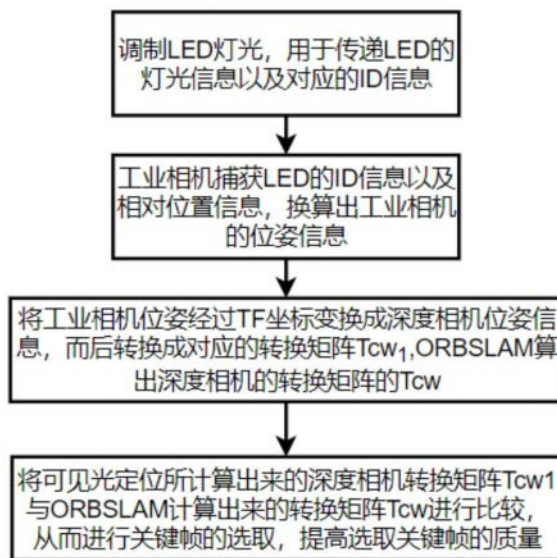 调制LED灯光，用于传递LED的
灯光信息以及对应的ID信息
工业相机捕获LED的ID信息以及
相对位置信息，换算出工业相机
的位姿信息
将工业相机位姿经过TF坐标变换成深度相机位姿信
息，而后转换成对应的转换矩阵Tcw₁,ORBSLAM算
出深度相机的转换矩阵的Tcw
将可见光定位所计算出来的深度相机转换矩阵Tcw1
与ORBSLAM计算出来的转换矩阵Tcw进行比较，
从而进行关键帧的选取，提高选取关键帧的质量